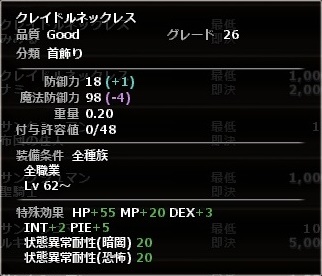 クレイドルネックレス
品質 Good グレード 26
分類 首飾り
防御力 18 (+1)
魔法防御力 98 (-4)
重量 0.20
付与許容値 0/48
装備条件 全種族
全職業
Lv 62～
特殊効果 HP+55 MP+20 DEX+3
INT+2 PIE+5
状態異常耐性(暗闇) 20
状態異常耐性(恐怖) 20